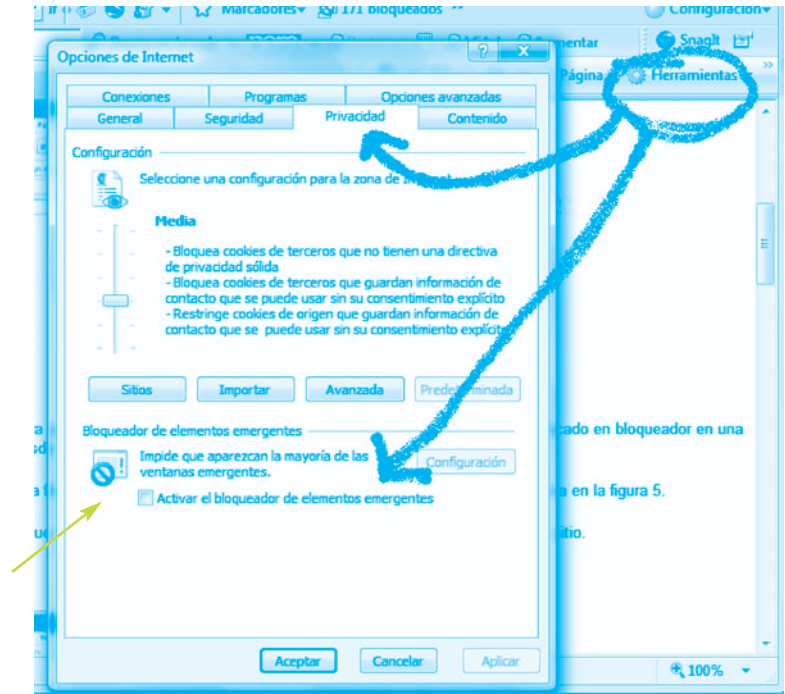 Marcadores 171 bloqueados Configuración
mentar SnagIt
Opciones de Internet
Página Herramientas
Conexiones Programas Opciones avanzadas
General Seguridad Privacidad Contenido
Configuración
Seleccione una configuración para la zona de
Media
- Bloquea cookies de terceros que no tienen una directiva
de privacidad sólida
- Bloquea cookies de terceros que guardan información de
contacto que se puede usar sin su consentimiento explícito
- Restringe cookies de origen que guardan información de
contacto que se puede usar sin su consentimiento explícito
Sitios Importar Avanzada Predeterminada
Bloqueador de elementos emergentes
cado en bloqueador en una
Impide que aparezcan la mayoría de las
ventanas emergentes.
Configuración
Activar el bloqueador de elementos emergentes
a en la figura 5.
itio.
Aceptar Cancelar Aplicar
100%